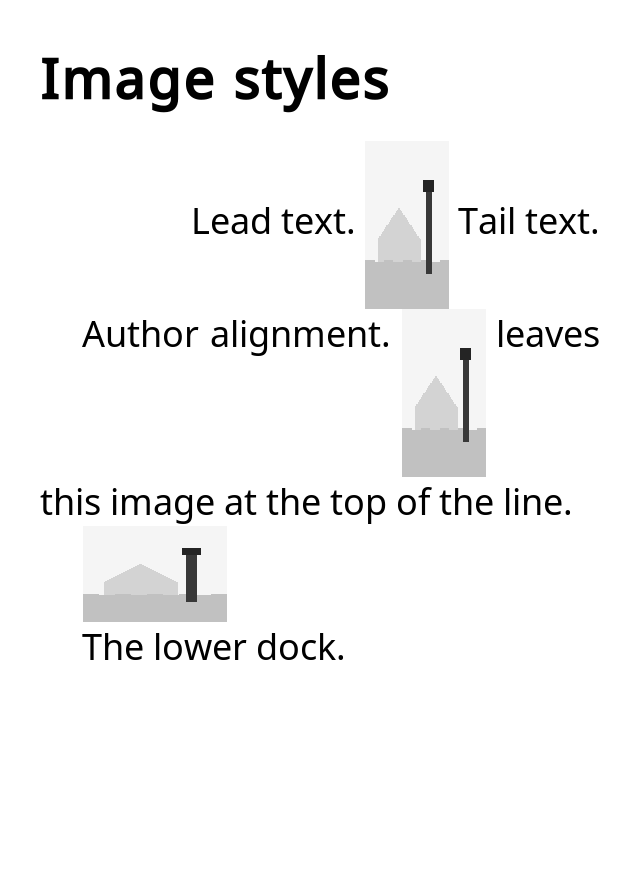 Image styles
Lead text. Tail text.
Author alignment. leaves
this image at the top of the line.
The lower dock.